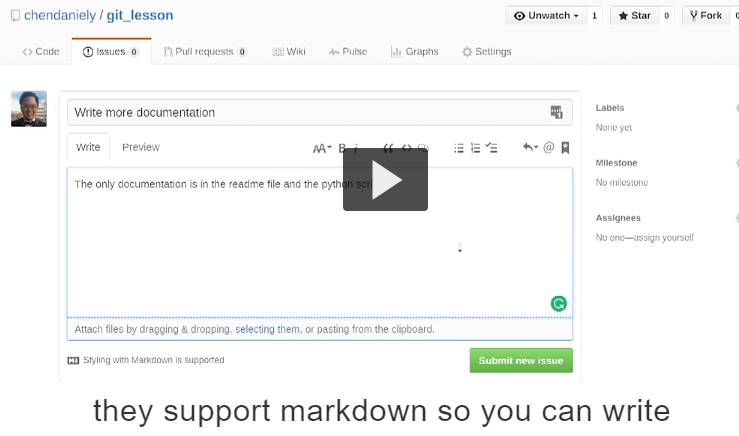 chendaniely / git_lesson
Unwatch 1 Star 0 Fork 0
Code Issues 0 Pull requests 0 Wiki Pulse Graphs Settings
Write more documentation
Labels
None yet
Write Preview AA B i @
Milestone
No milestone
The only documentation is in the readme file and the python
Assignees
No one—assign yourself
Attach files by dragging & dropping, selecting them, or pasting from the clipboard.
Styling with Markdown is supported
Submit new issue
they support markdown so you can write